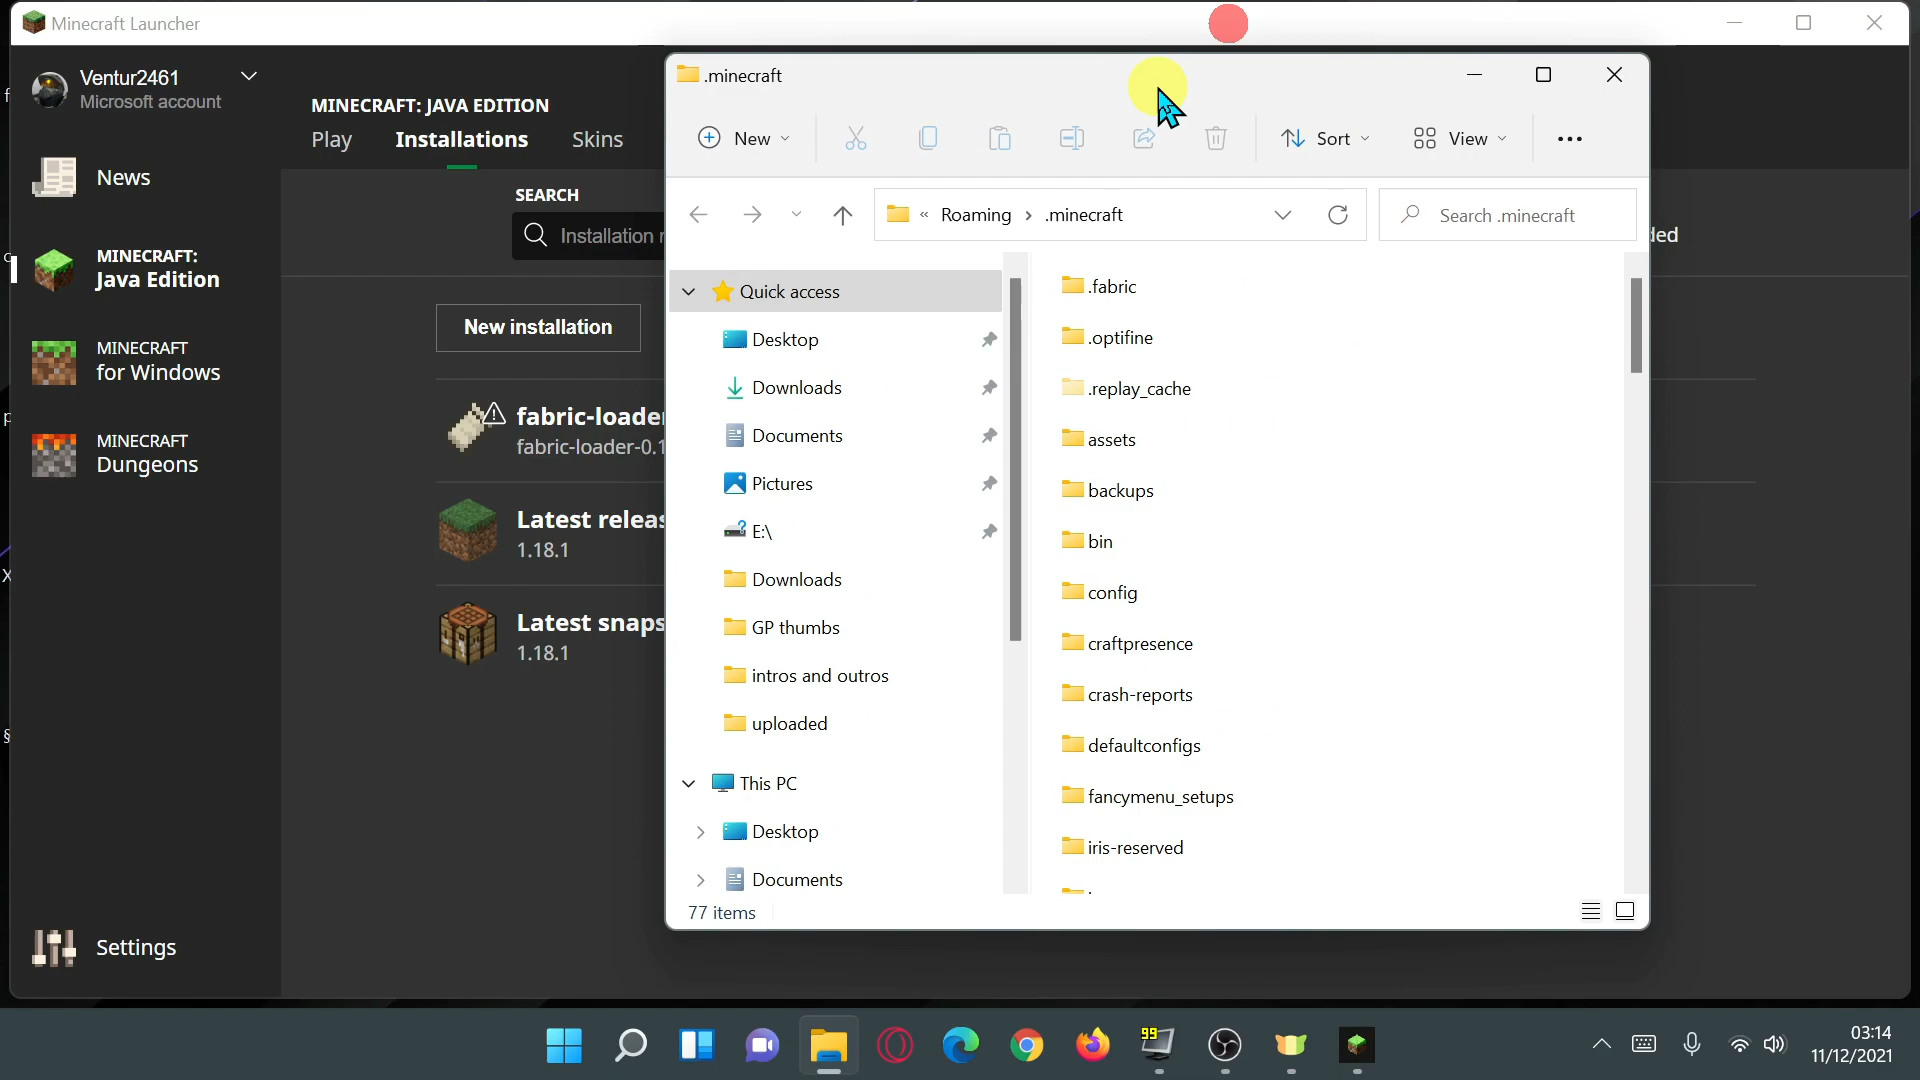 Minecraft Launcher
Ventur2461
Microsoft account
News
MINECRAFT:
Java Edition
MINECRAFT
for Windows
MINECRAFT
Dungeons
Settings
MINECRAFT: JAVA EDITION
Play Installations Skins
SEARCH
Installation
New installation
fabric-loader
fabric-loader-0.1
Latest releas
1.18.1
Latest snaps
1.18.1
ded
.minecraft
New Sort View
« Roaming › .minecraft
Search .minecraft
Quick access
Desktop
Downloads
Documents
Pictures
E:\
Downloads
GP thumbs
intros and outros
uploaded
This PC
Desktop
Documents
.fabric
.optifine
.replay_cache
assets
backups
bin
config
craftpresence
crash-reports
defaultconfigs
fancymenu_setups
iris-reserved
77 items
99
03:14
11/12/2021